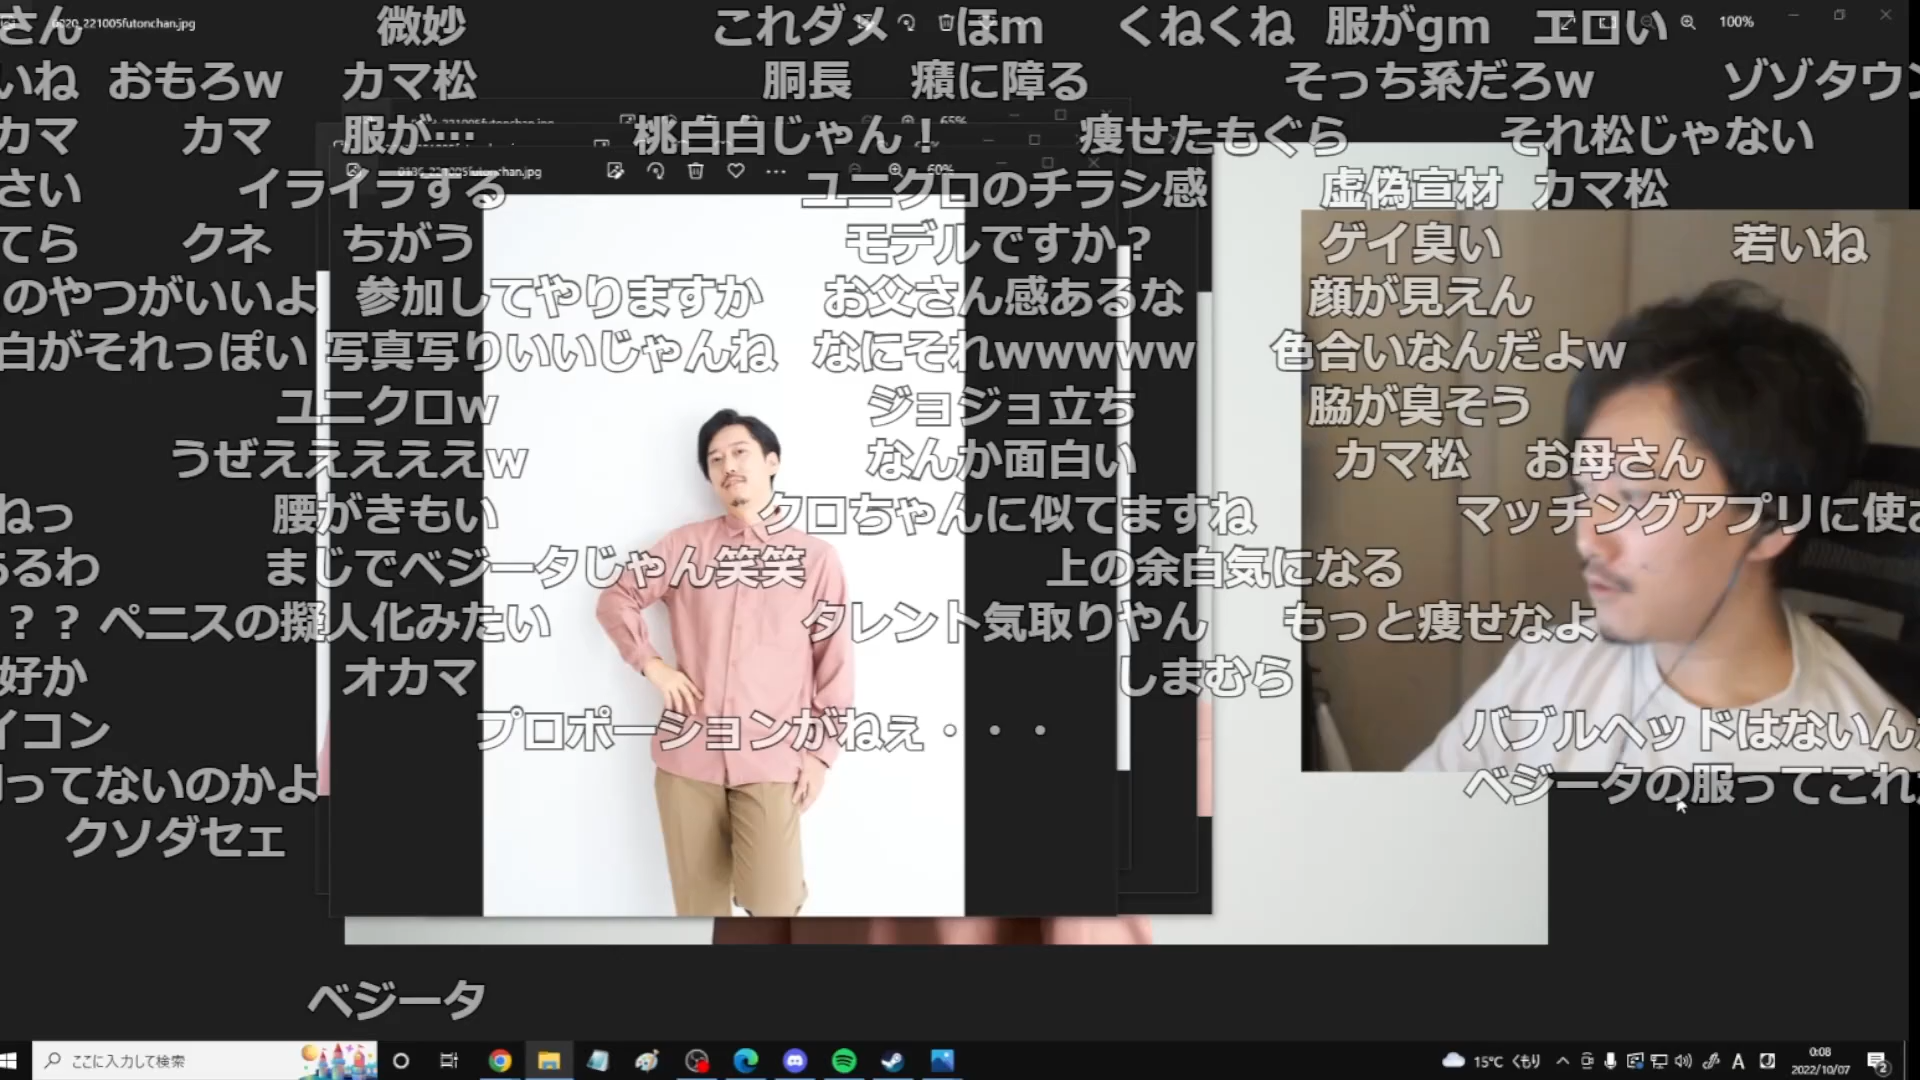 さん 微妙 これダメ ほm くねくね 服がgm エロい
0020_221005futonchan.jpg 100%
いね おもろw カマ松 胴長 癪に障る そっち系だろw ゾゾタウン
221005futonchan.jpg 65%
カマ カマ 服が… 桃白白じゃん！ 痩せたもぐら それ松じゃない
0186_221005futonchan.jpg 60%
さい イライラする ユニクロのチラシ感 虚偽宣材 カマ松
てら クネ ちがう モデルですか？ ゲイ臭い 若いね
のやつがいいよ 参加してやりますか お父さん感あるな 顔が見えん
白がそれっぽい 写真写りいいじゃんね なにそれwwwww 色合いなんだよw
ユニクロw ジョジョ立ち 脇が臭そう
うぜえええええw なんか面白い カマ松 お母さん
ねっ 腰がきもい クロちゃんに似てますね マッチングアプリに使お
あるわ まじでベジータじゃん笑笑 上の余白気になる
？？ ペニスの擬人化みたい タレント気取りやん もっと痩せなよ
好か オカマ しまむら
イコン プロポーションがねぇ・・・ バブルヘッドはないんだ
ってないのかよ ベジータの服ってこれ
クソダセェ
ベジータ
ここに入力して検索 15℃ くもり A 0:08
2022/10/07 2